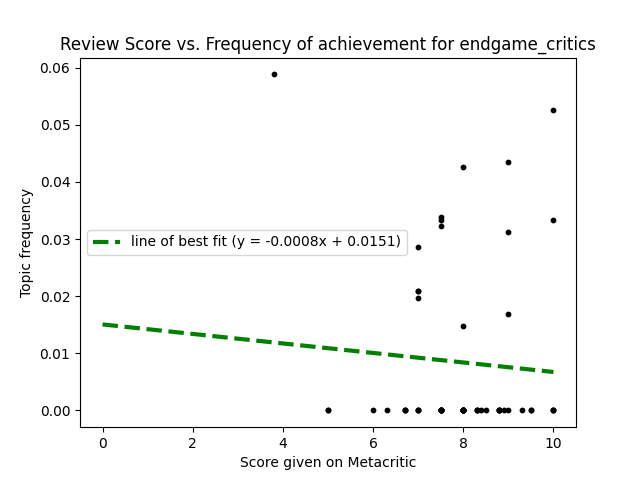 Review Score vs. Frequency of achievement for endgame_critics
0.06
0.05
0.04
0.03
0.02
0.01
0.00
Topic frequency
line of best fit (y = -0.0008x + 0.0151)
0 2 4 6 8 10
Score given on Metacritic